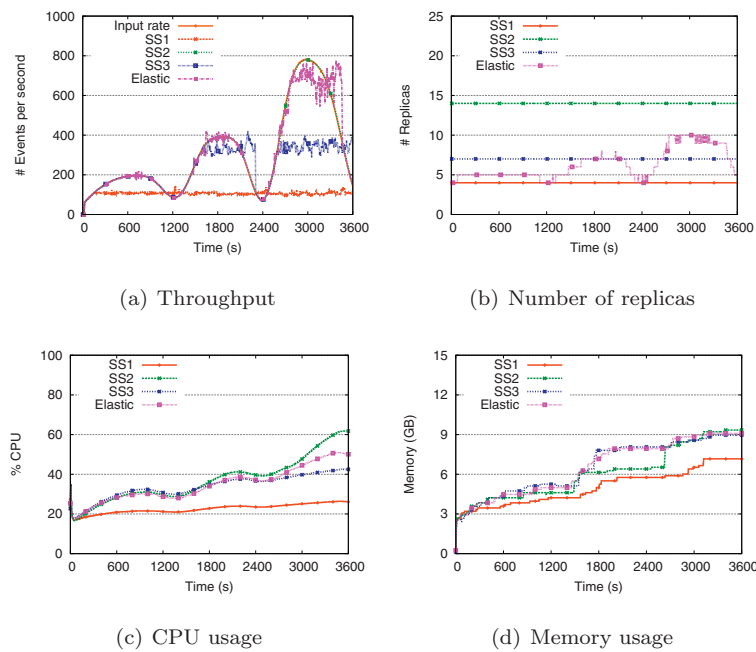 1000
800
600
400
200
0
# Events per second
Input rate
SS1
SS2
SS3
Elastic
0 600 1200 1800 2400 3000 3600
Time (s)
(a) Throughput
25
20
15
10
5
0
# Replicas
SS1
SS2
SS3
Elastic
0 600 1200 1800 2400 3000 3600
Time (s)
(b) Number of replicas
100
80
60
40
20
0
% CPU
SS1
SS2
SS3
Elastic
0 600 1200 1800 2400 3000 3600
Time (s)
(c) CPU usage
15
12
9
6
3
0
Memory (GB)
SS1
SS2
SS3
Elastic
0 600 1200 1800 2400 3000 3600
Time (s)
(d) Memory usage